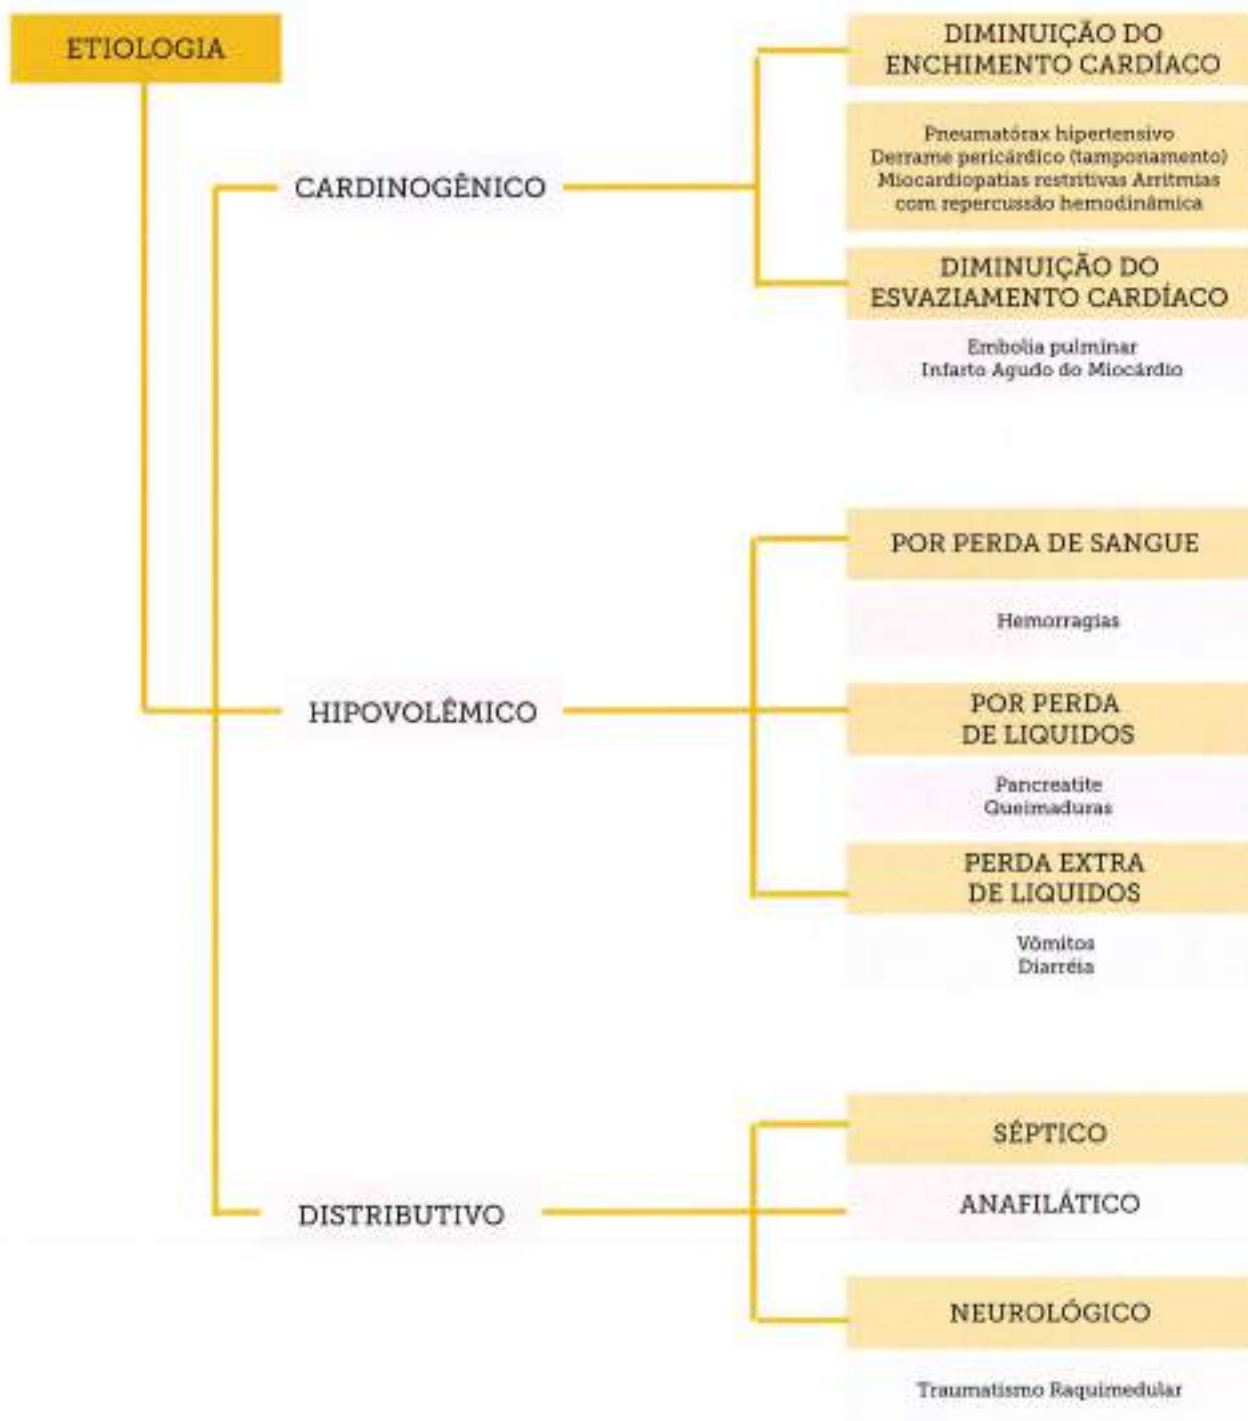 ETIOLOGIA
CARDINOGÊNICO
DIMINUIÇÃO DO
ENCHIMENTO CARDÍACO
Pneumatórax hipertensivo
Derrame pericárdico (tamponamento)
Miocardiopatias restritivas Arritmias
com repercussão hemodinâmica
DIMINUIÇÃO DO
ESVAZIAMENTO CARDÍACO
Embolia pulminar
Infarto Agudo do Miocárdio
HIPOVOLÊMICO
POR PERDA DE SANGUE
Hemorragias
POR PERDA
DE LIQUIDOS
Pancreatite
Queimaduras
PERDA EXTRA
DE LIQUIDOS
Vômitos
Diarréia
DISTRIBUTIVO
SÉPTICO
ANAFILÁTICO
NEUROLÓGICO
Traumatismo Raquimedular